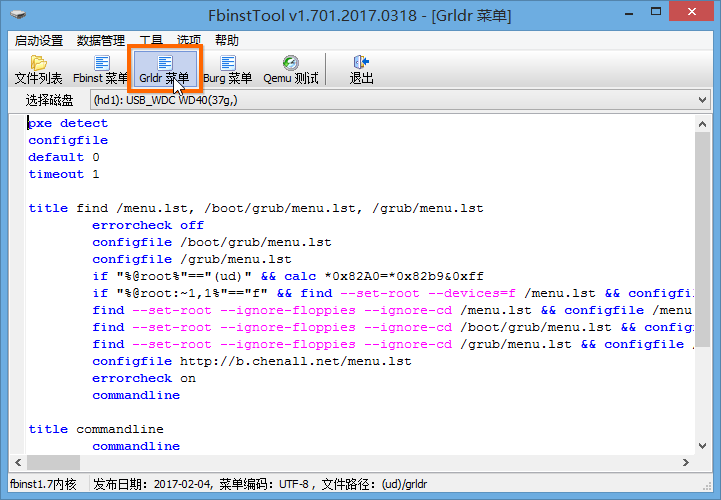 FbinstTool v1.701.2017.0318 - [Grldr 菜单]
启动设置 数据管理 工具 选项 帮助
文件列表 Fbinst 菜单 Grldr 菜单 Burg 菜单 Qemu 测试 退出
选择磁盘 (hd1): USB_WDC WD40(37g,)
pxe detect
configfile
default 0
timeout 1
title find /menu.lst, /boot/grub/menu.lst, /grub/menu.lst
errorcheck off
configfile /boot/grub/menu.lst
configfile /grub/menu.lst
if "%@root%"=="(ud)" && calc *0x82A0=*0x82b9&0xff
if "%@root:~1,1%"=="f" && find --set-root --devices=f /menu.lst && configfil
find --set-root --ignore-floppies --ignore-cd /menu.lst && configfile /menu
find --set-root --ignore-floppies --ignore-cd /boot/grub/menu.lst && config
find --set-root --ignore-floppies --ignore-cd /grub/menu.lst && configfile /
configfile http://b.chenall.net/menu.lst
errorcheck on
commandline
title commandline
commandline
fbinst1.7内核 发布日期：2017-02-04, 菜单编码：UTF-8 , 文件路径：(ud)/grldr